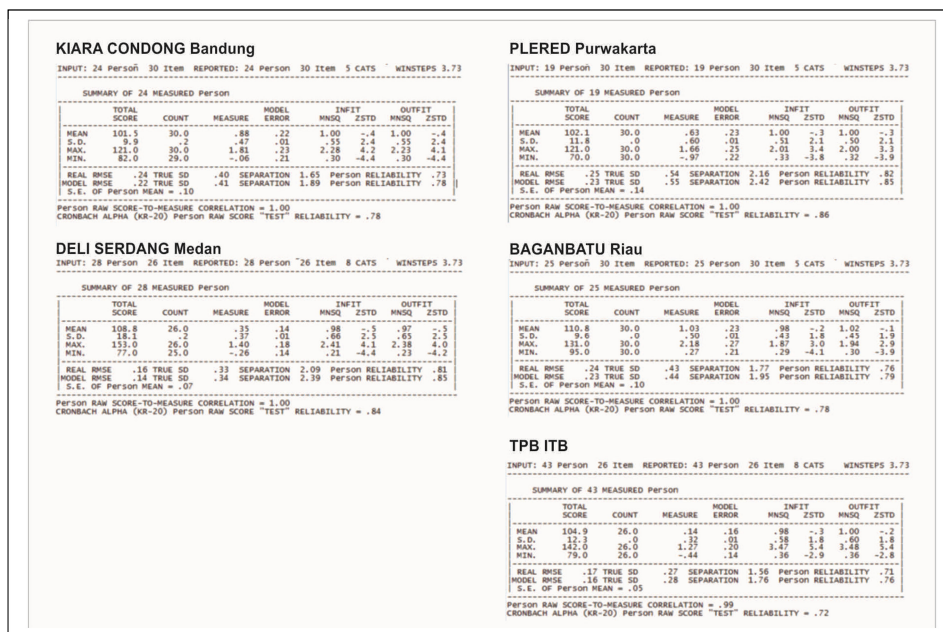 KIARA CONDONG Bandung
INPUT: 24 Person 30 Item REPORTED: 24 Person 30 Item 5 CATS WINSTEPS 3.73
SUMMARY OF 24 MEASURED Person
TOTAL MODEL INFIT OUTFIT
SCORE COUNT MEASURE ERROR MNSQ ZSTD MNSQ ZSTD
MEAN 101.5 30.0 .88 .22 1.00 -.4 1.00 -.4
S.D. 9.9 .2 .47 .01 .55 2.4 .55 2.4
MAX. 121.0 30.0 1.81 .23 2.28 4.2 2.23 4.1
MIN. 82.0 29.0 -.06 .21 .30 -4.4 .30 -4.4
REAL RMSE .24 TRUE SD .40 SEPARATION 1.65 Person RELIABILITY .73
MODEL RMSE .22 TRUE SD .41 SEPARATION 1.89 Person RELIABILITY .78
S.E. OF Person MEAN = .10
Person RAW SCORE-TO-MEASURE CORRELATION = 1.00
CRONBACH ALPHA (KR-20) Person RAW SCORE "TEST" RELIABILITY = .78
PLERED Purwakarta
INPUT: 19 Person 30 Item REPORTED: 19 Person 30 Item 5 CATS WINSTEPS 3.73
SUMMARY OF 19 MEASURED Person
TOTAL MODEL INFIT OUTFIT
SCORE COUNT MEASURE ERROR MNSQ ZSTD MNSQ ZSTD
MEAN 102.1 30.0 .63 .23 1.00 -.3 1.00 -.3
S.D. 11.8 .0 .60 .01 .51 2.1 .50 2.1
MAX. 121.0 30.0 1.66 .25 2.01 3.4 2.00 3.3
MIN. 70.0 30.0 -.97 .22 .33 -3.8 .32 -3.9
REAL RMSE .25 TRUE SD .54 SEPARATION 2.16 Person RELIABILITY .82
MODEL RMSE .23 TRUE SD .55 SEPARATION 2.42 Person RELIABILITY .85
S.E. OF Person MEAN = .14
Person RAW SCORE-TO-MEASURE CORRELATION = 1.00
CRONBACH ALPHA (KR-20) Person RAW SCORE "TEST" RELIABILITY = .86
DELI SERDANG Medan
INPUT: 28 Person 26 Item REPORTED: 28 Person 26 Item 8 CATS WINSTEPS 3.73
SUMMARY OF 28 MEASURED Person
TOTAL MODEL INFIT OUTFIT
SCORE COUNT MEASURE ERROR MNSQ ZSTD MNSQ ZSTD
MEAN 108.8 26.0 .35 .14 .98 -.5 .97 -.5
S.D. 18.1 .2 .37 .01 .66 2.5 .65 2.5
MAX. 153.0 26.0 1.40 .18 2.41 4.1 2.38 4.0
MIN. 77.0 25.0 -.26 .14 .21 -4.4 .23 -4.2
REAL RMSE .16 TRUE SD .33 SEPARATION 2.09 Person RELIABILITY .81
MODEL RMSE .14 TRUE SD .34 SEPARATION 2.39 Person RELIABILITY .85
S.E. OF Person MEAN = .07
Person RAW SCORE-TO-MEASURE CORRELATION = 1.00
CRONBACH ALPHA (KR-20) Person RAW SCORE "TEST" RELIABILITY = .84
BAGANBATU Riau
INPUT: 25 Person 30 Item REPORTED: 25 Person 30 Item 5 CATS WINSTEPS 3.73
SUMMARY OF 25 MEASURED Person
TOTAL MODEL INFIT OUTFIT
SCORE COUNT MEASURE ERROR MNSQ ZSTD MNSQ ZSTD
MEAN 110.8 30.0 1.03 .23 .98 -.2 1.02 -.1
S.D. 9.6 .0 .50 .01 .43 1.8 .45 1.9
MAX. 131.0 30.0 2.18 .27 1.87 3.0 1.94 2.9
MIN. 95.0 30.0 .27 .21 .29 -4.1 .30 -3.9
REAL RMSE .24 TRUE SD .43 SEPARATION 1.77 Person RELIABILITY .76
MODEL RMSE .23 TRUE SD .44 SEPARATION 1.95 Person RELIABILITY .79
S.E. OF Person MEAN = .10
Person RAW SCORE-TO-MEASURE CORRELATION = 1.00
CRONBACH ALPHA (KR-20) Person RAW SCORE "TEST" RELIABILITY = .78
TPB ITB
INPUT: 43 Person 26 Item REPORTED: 43 Person 26 Item 8 CATS WINSTEPS 3.73
SUMMARY OF 43 MEASURED Person
TOTAL MODEL INFIT OUTFIT
SCORE COUNT MEASURE ERROR MNSQ ZSTD MNSQ ZSTD
MEAN 104.9 26.0 .14 .16 .98 -.3 1.00 -.2
S.D. 12.3 .0 .32 .01 .58 1.8 .60 1.8
MAX. 142.0 26.0 1.27 .20 3.47 5.4 3.48 5.4
MIN. 79.0 26.0 -.44 .14 .36 -2.9 .36 -2.8
REAL RMSE .17 TRUE SD .27 SEPARATION 1.56 Person RELIABILITY .71
MODEL RMSE .16 TRUE SD .28 SEPARATION 1.76 Person RELIABILITY .76
S.E. OF Person MEAN = .05
Person RAW SCORE-TO-MEASURE CORRELATION = .99
CRONBACH ALPHA (KR-20) Person RAW SCORE "TEST" RELIABILITY = .72